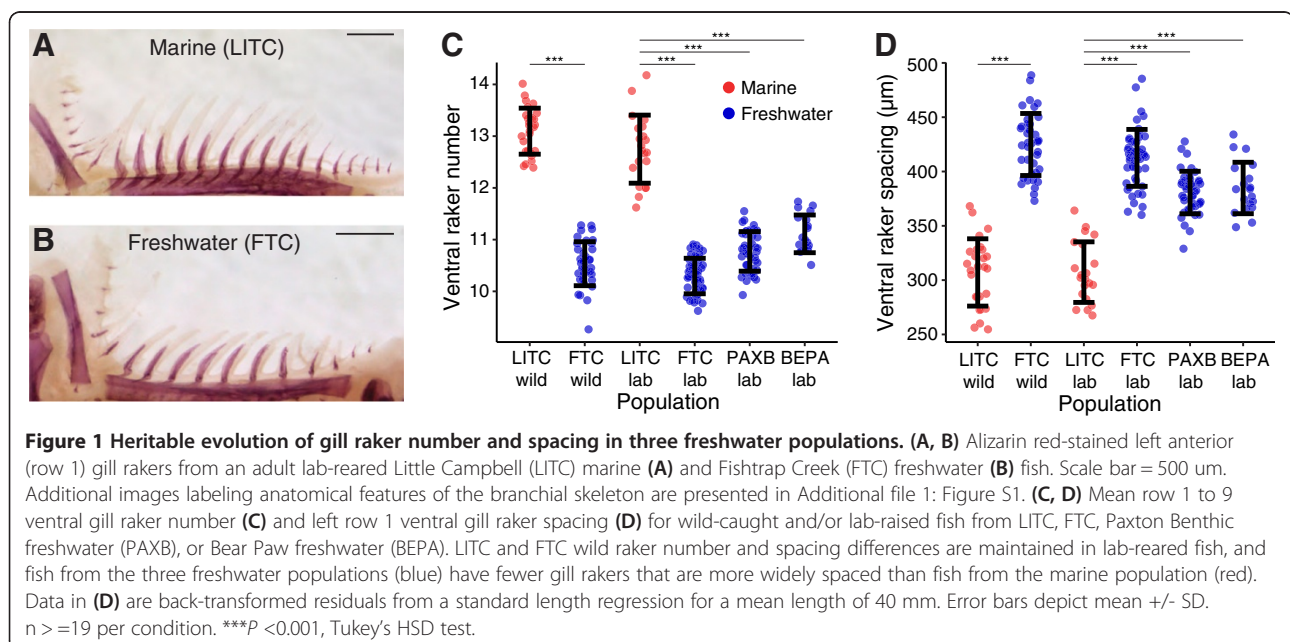 A
Marine (LITC)
B
Freshwater (FTC)
C
***
***
***
***
Marine
Freshwater
Ventral raker number
14
13
12
11
10
LITC wild
FTC wild
LITC lab
FTC lab
PAXB lab
BEPA lab
Population
D
***
***
***
***
Ventral raker spacing (µm)
500
450
400
350
300
250
LITC wild
FTC wild
LITC lab
FTC lab
PAXB lab
BEPA lab
Population
Figure 1 Heritable evolution of gill raker number and spacing in three freshwater populations. (A, B) Alizarin red-stained left anterior
(row 1) gill rakers from an adult lab-reared Little Campbell (LITC) marine (A) and Fishtrap Creek (FTC) freshwater (B) fish. Scale bar = 500 um.
Additional images labeling anatomical features of the branchial skeleton are presented in Additional file 1: Figure S1. (C, D) Mean row 1 to 9
ventral gill raker number (C) and left row 1 ventral gill raker spacing (D) for wild-caught and/or lab-raised fish from LITC, FTC, Paxton Benthic
freshwater (PAXB), or Bear Paw freshwater (BEPA). LITC and FTC wild raker number and spacing differences are maintained in lab-reared fish, and
fish from the three freshwater populations (blue) have fewer gill rakers that are more widely spaced than fish from the marine population (red).
Data in (D) are back-transformed residuals from a standard length regression for a mean length of 40 mm. Error bars depict mean +/- SD.
n > =19 per condition. ***P <0.001, Tukey's HSD test.